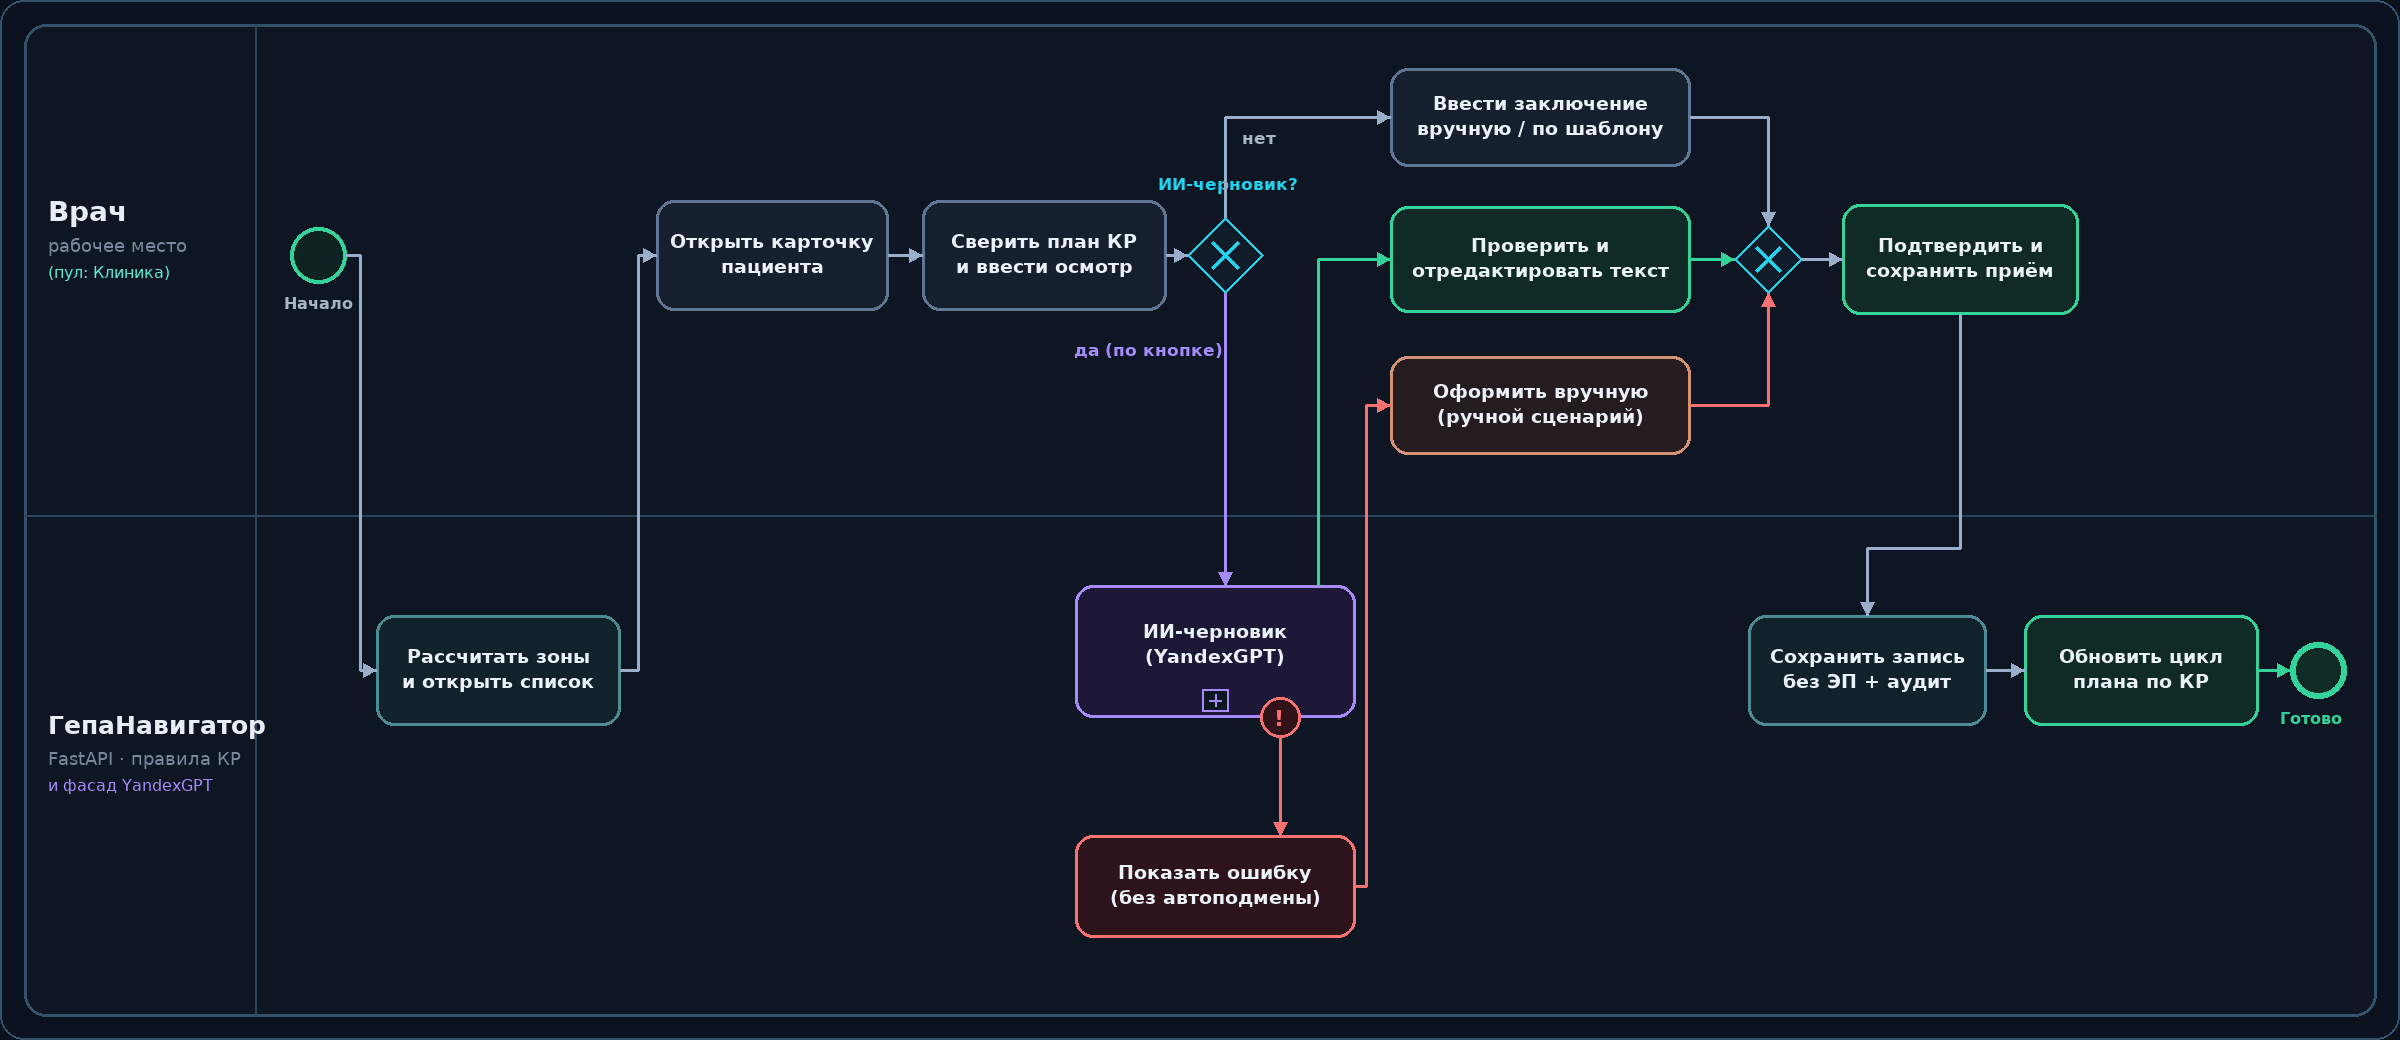 Врач
рабочее место
(пул: Клиника)
Начало
Открыть карточку
пациента
Сверить план КР
и ввести осмотр
ИИ-черновик?
нет
да (по кнопке)
Ввести заключение
вручную / по шаблону
Проверить и
отредактировать текст
Оформить вручную
(ручной сценарий)
Подтвердить и
сохранить приём
ГепаНавигатор
FastAPI · правила КР
и фасад YandexGPT
Рассчитать зоны
и открыть список
ИИ-черновик
(YandexGPT)
!
Показать ошибку
(без автоподмены)
Сохранить запись
без ЭП + аудит
Обновить цикл
плана по КР
Готово